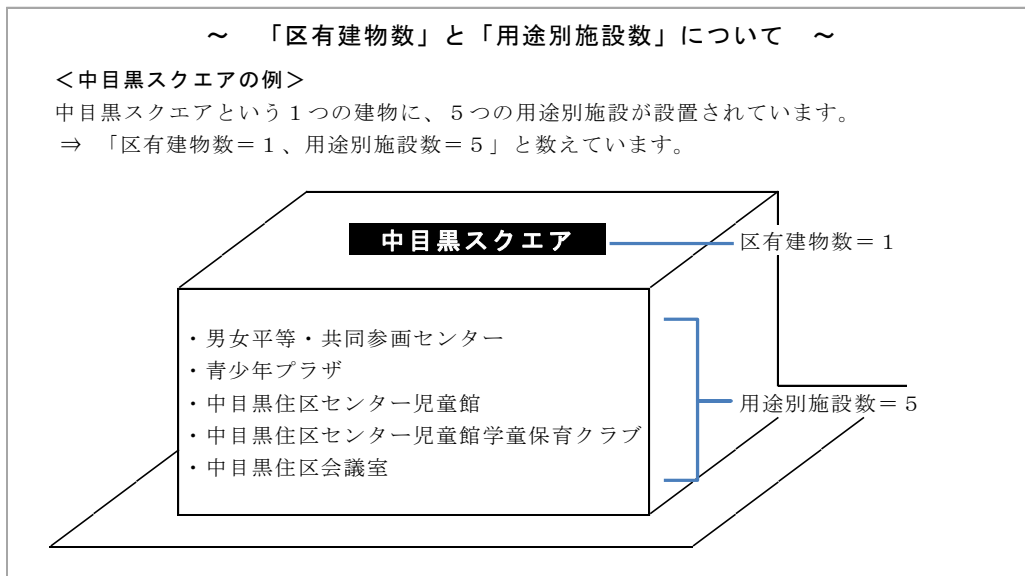 ～　「区有建物数」と「用途別施設数」について　～
＜中目黒スクエアの例＞
中目黒スクエアという１つの建物に、５つの用途別施設が設置されています。
⇒　「区有建物数＝１、用途別施設数＝５」と数えています。
中目黒スクエア
区有建物数＝１
・男女平等・共同参画センター
・青少年プラザ
・中目黒住区センター児童館
・中目黒住区センター児童館学童保育クラブ
・中目黒住区会議室
用途別施設数＝５